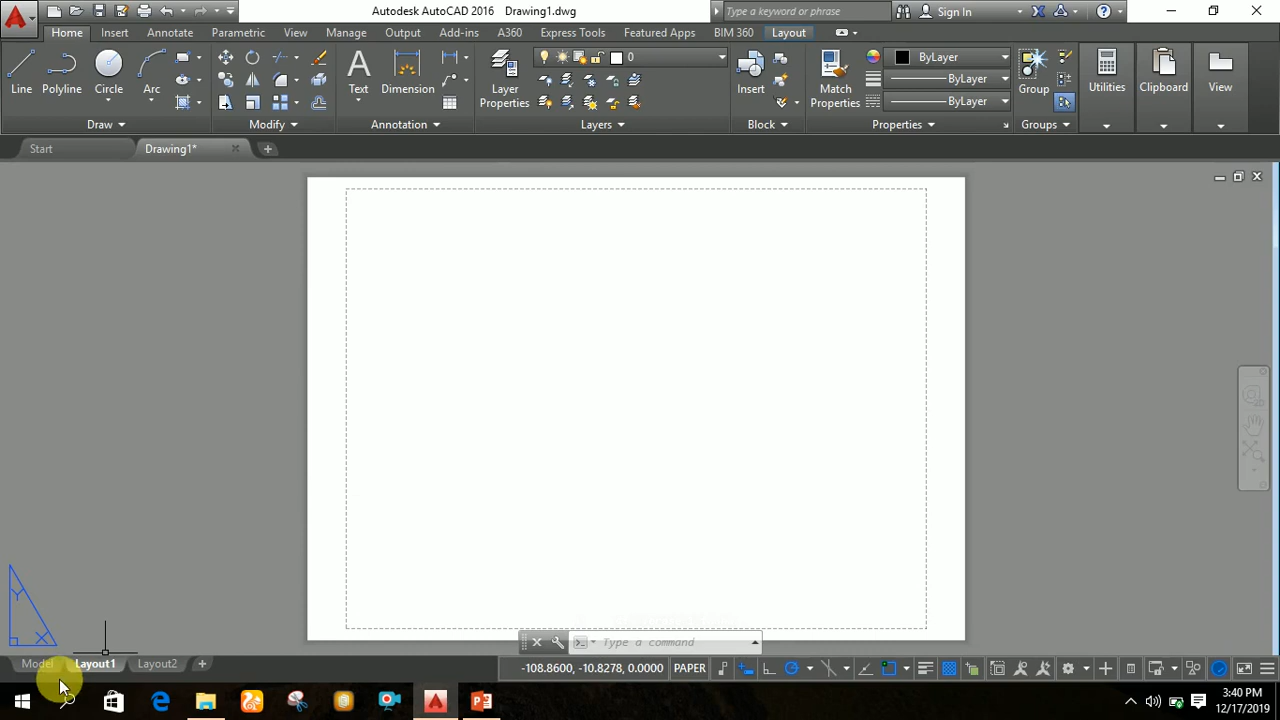 Autodesk AutoCAD 2016 Drawing1.dwg
Type a keyword or phrase
Sign In
Home Insert Annotate Parametric View Manage Output Add-ins A360 Express Tools Featured Apps BIM 360 Layout
Line Polyline Circle Arc
Text Dimension
Layer Properties
0
Insert
Match Properties
ByLayer
ByLayer
ByLayer
Group
Utilities Clipboard View
Draw Modify Annotation Layers Block Properties Groups
Start Drawing1*
Y
X
Type a command
Model Layout1 Layout2
-108.8600, -10.8278, 0.0000 PAPER
3:40 PM
12/17/2019